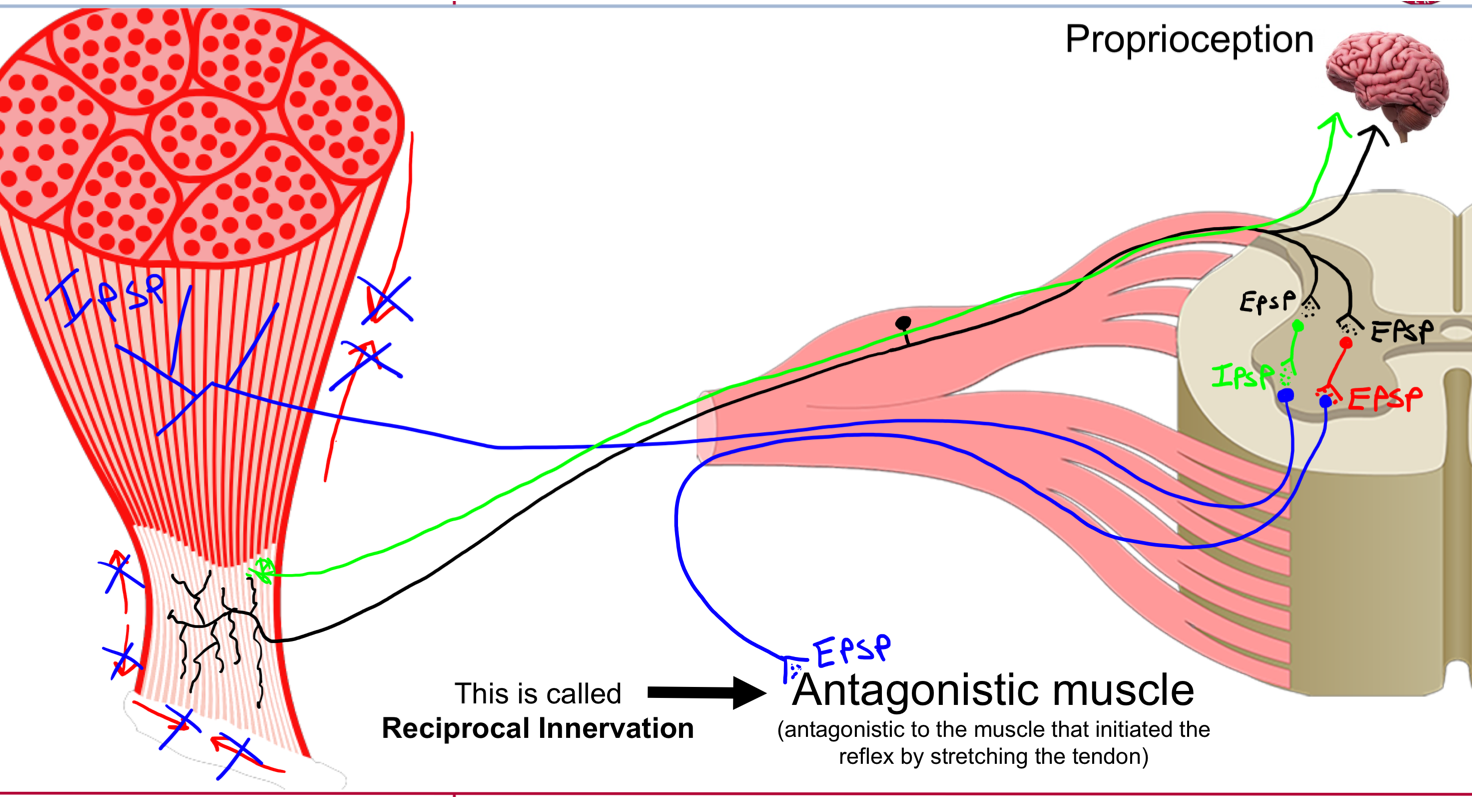 Proprioception
IPSP
EPSP
EPSP
IPSP
EPSP
EPSP
This is called
Reciprocal Innervation
Antagonistic muscle
(antagonistic to the muscle that initiated the
reflex by stretching the tendon)